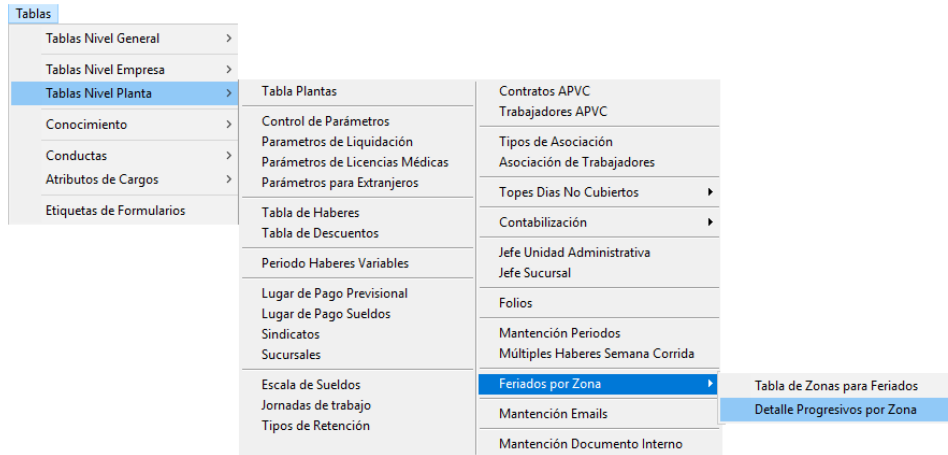 Tablas
Tablas Nivel General
Tablas Nivel Empresa
Tablas Nivel Planta
Conocimiento
Conductas
Atributos de Cargos
Etiquetas de Formularios
Tabla Plantas
Control de Parámetros
Parametros de Liquidación
Parámetros de Licencias Médicas
Parámetros para Extranjeros
Tabla de Haberes
Tabla de Descuentos
Periodo Haberes Variables
Lugar de Pago Previsional
Lugar de Pago Sueldos
Sindicatos
Sucursales
Escala de Sueldos
Jornadas de trabajo
Tipos de Retención
Contratos APVC
Trabajadores APVC
Tipos de Asociación
Asociación de Trabajadores
Topes Dias No Cubiertos
Contabilización
Jefe Unidad Administrativa
Jefe Sucursal
Folios
Mantención Periodos
Múltiples Haberes Semana Corrida
Feriados por Zona
Mantención Emails
Mantención Documento Interno
Tabla de Zonas para Feriados
Detalle Progresivos por Zona